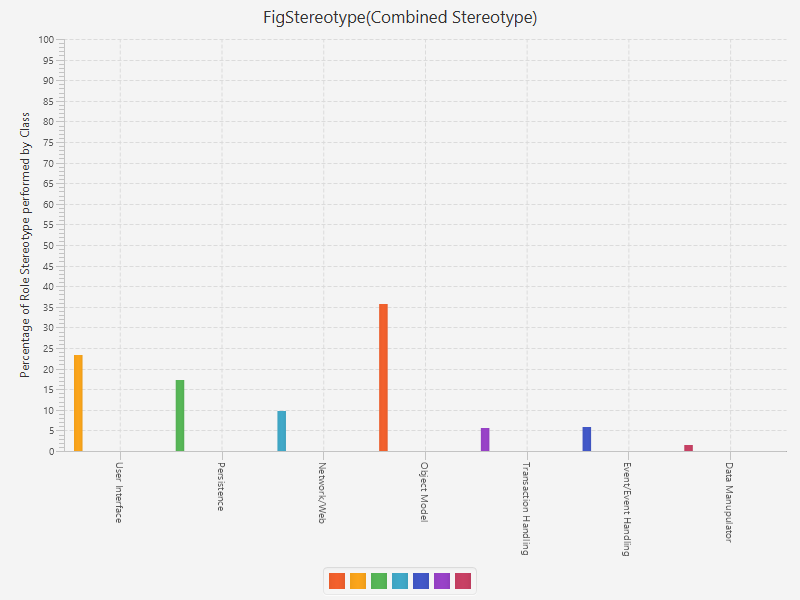 FigStereotype(Combined Stereotype)
Percentage of Role Stereotype performed by Class
100
95
90
85
80
75
70
65
60
55
50
45
40
35
30
25
20
15
10
5
0
User Interface
Persistence
Network/Web
Object Model
Transaction Handling
Event/Event Handling
Data Manupulator